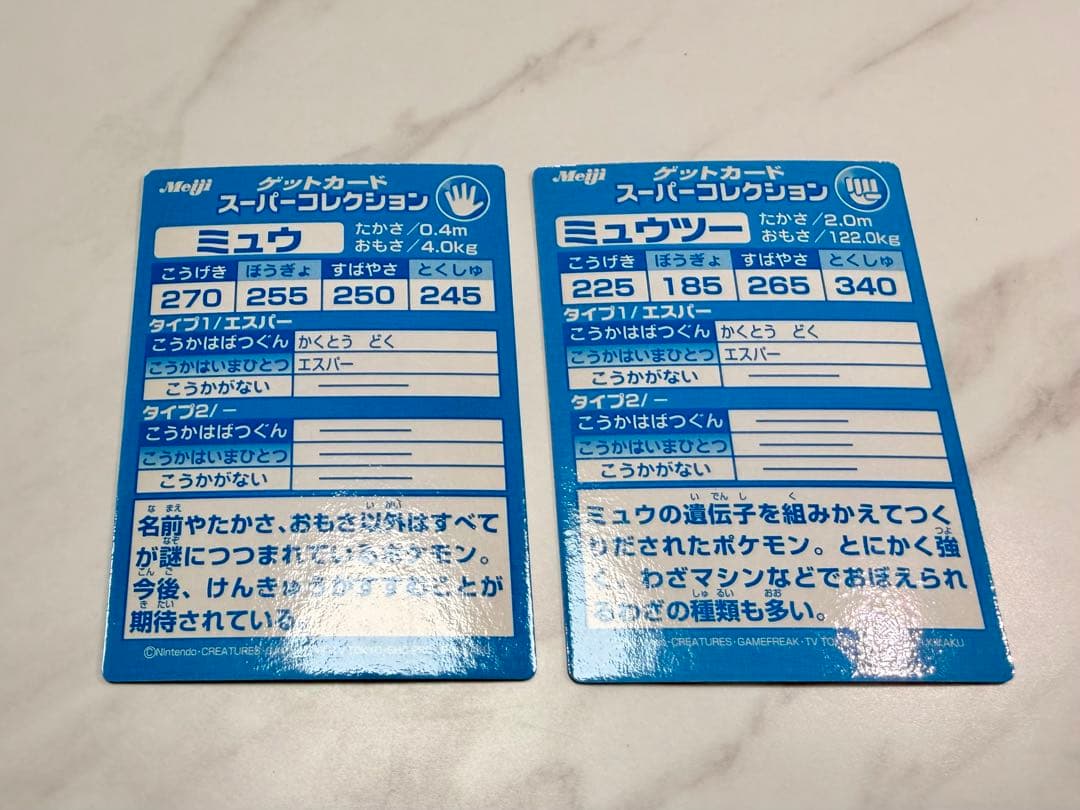 Meiji
ゲットカード
スーパーコレクション
ミュウ
たかさ/0.4m
おもさ/4.0kg
こうげき ぼうぎょ すばやさ とくしゅ
270 255 250 245
タイプ1/エスパー
こうかはばつぐん かくとう どく
こうかはいまひとつ エスパー
こうかがない ―
タイプ2/ー
こうかはばつぐん ―
こうかはいまひとつ ―
こうかがない ―
名前やたかさ、おもさ以外はすべて
が謎につつまれているポケモン。
今後、けんきゅうがすすむことが
期待されている
©Nintendo・CREATURES・
Meiji
ゲットカード
スーパーコレクション
ミュウツー
たかさ/2.0m
おもさ/122.0kg
こうげき ぼうぎょ すばやさ とくしゅ
225 185 265 340
タイプ1/エスパー
こうかはばつぐん かくとう どく
こうかはいまひとつ エスパー
こうかがない ―
タイプ2/ー
こうかはばつぐん ―
こうかはいまひとつ ―
こうかがない ―
ミュウの遺伝子を組みかえてつく
りだされたポケモン。とにかく強
く、わざマシンなどでおぼえられ
るわざの種類も多い。
CREATURES・GAMEFREAK・TV